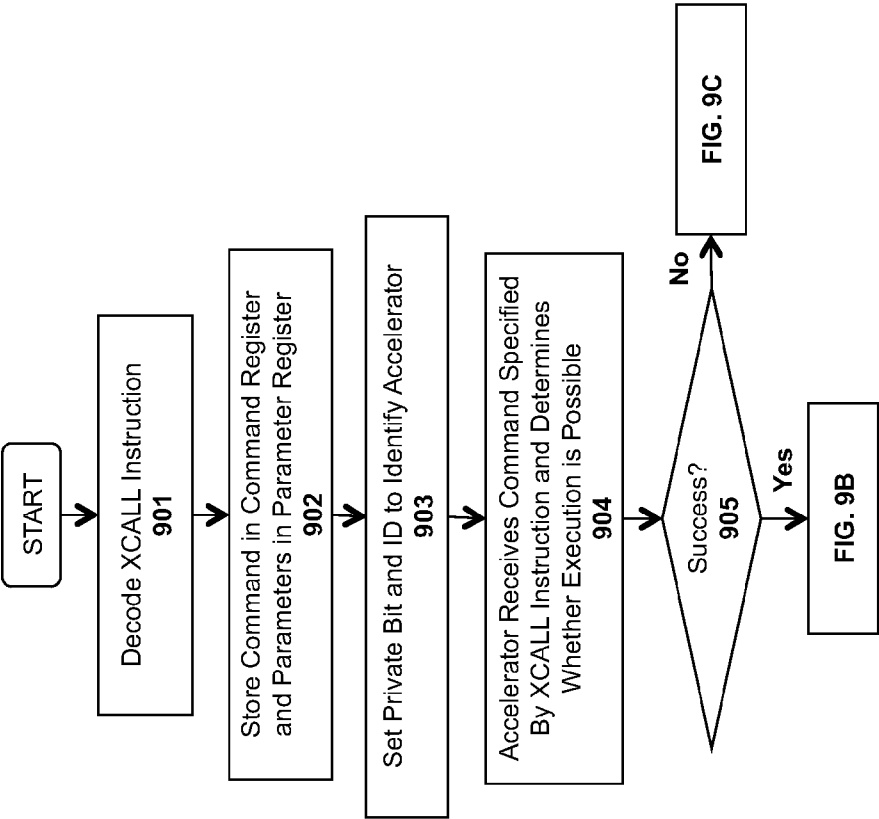 START
Decode XCALL Instruction
901
Store Command in Command Register
and Parameters in Parameter Register
902
Set Private Bit and ID to Identify Accelerator
903
Accelerator Receives Command Specified
By XCALL Instruction and Determines
Whether Execution is Possible
904
Success?
905
No
FIG. 9C
Yes
FIG. 9B